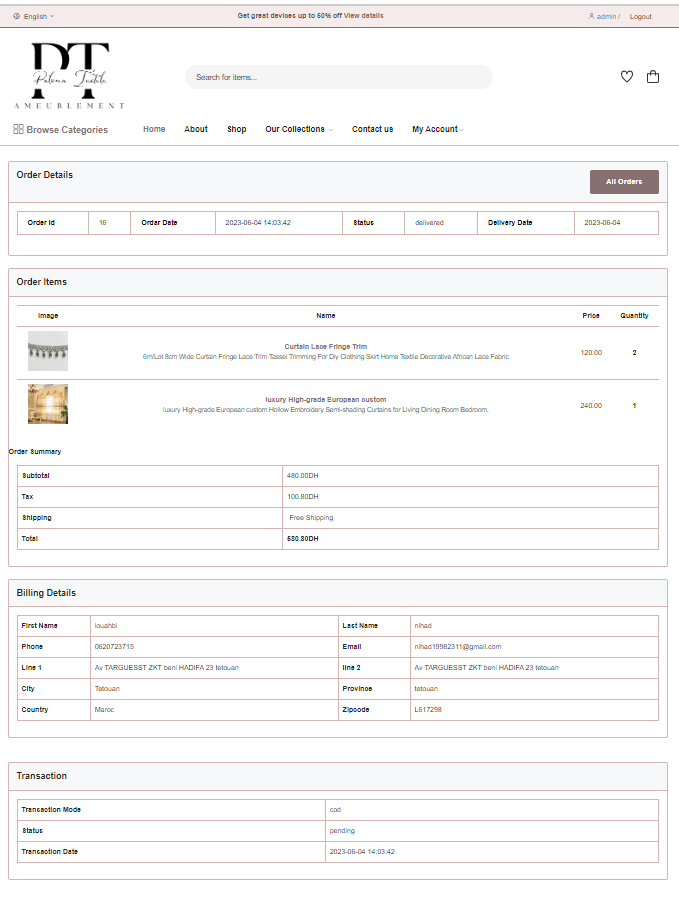 English
Get great devices up to 50% off View details
admin / Logout
PT
Paloma Textile
AMEUBLEMENT
Search for items...
Browse Categories Home About Shop Our Collections Contact us My Account
Order Details
All Orders
Order Id 16 Ordar Date 2023-06-04 14:03:42 Status delivered Delivery Date 2023-06-04
Order Items
Image Name Price Quantity
Curtain Lace Fringe Trim
6m/Lot 8cm Wide Curtain Fringe Lace Trim Tassel Trimming For Diy Clothing Skirt Home Textile Decorative African Lace Fabric
120.00 2
luxury High-grade European custom
luxury High-grade European custom Hollow Embroidery Semi-shading Curtains for Living Dining Room Bedroom.
240.00 1
Order Summary
Subtotal 480.00DH
Tax 100.80DH
Shipping Free Shipping
Total 580.80DH
Billing Details
First Name louahbi Last Name nihad
Phone 0620723715 Email nihad19982311@gmail.com
Line 1 Av TARGUESST ZKT beni HADIFA 23 tetouan line 2 Av TARGUESST ZKT beni HADIFA 23 tetouan
City Tetouan Province tetouan
Country Maroc Zipcode L617298
Transaction
Transaction Mode cod
Status pending
Transaction Date 2023-06-04 14:03:42